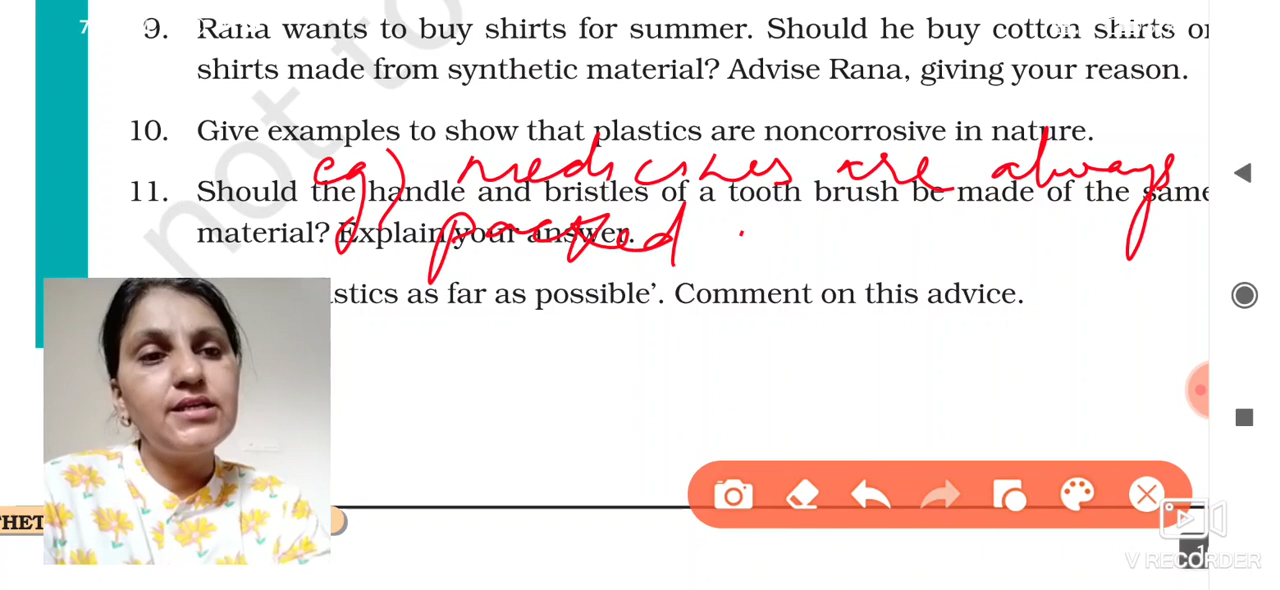 9. Rana wants to buy shirts for summer. Should he buy cotton shirts or
shirts made from synthetic material? Advise Rana, giving your reason.
10. Give examples to show that plastics are noncorrosive in nature.
eg) medicines are always
11. Should the handle and bristles of a tooth brush be made of the same
material? Explain your answer.
packed
stics as far as possible’. Comment on this advice.
THET
V RECORDER